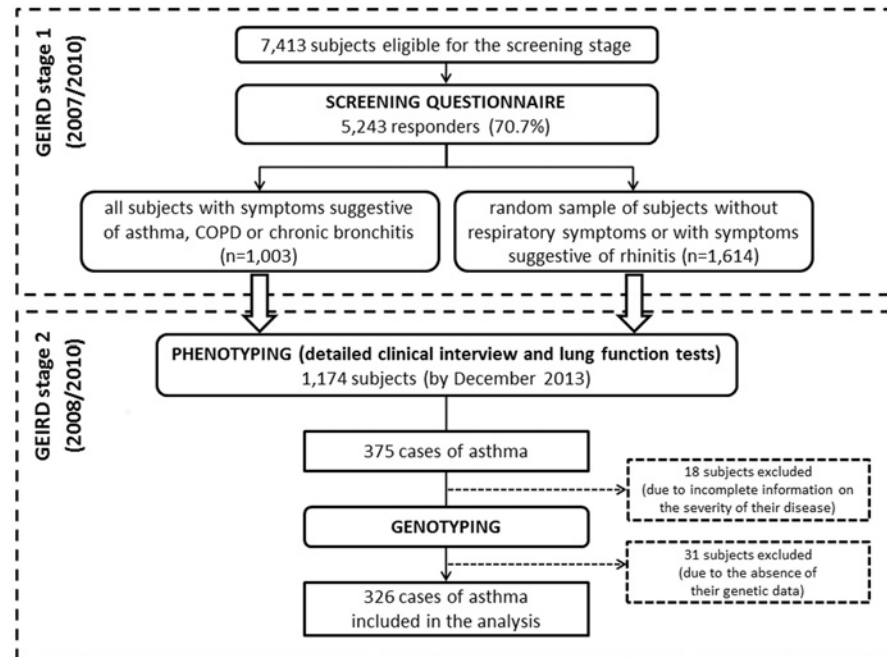 GEIRD stage 1
(2007/2010)
7,413 subjects eligible for the screening stage
SCREENING QUESTIONNAIRE
5,243 responders (70.7%)
all subjects with symptoms suggestive
of asthma, COPD or chronic bronchitis
(n=1,003)
random sample of subjects without
respiratory symptoms or with symptoms
suggestive of rhinitis (n=1,614)
GEIRD stage 2
(2008/2010)
PHENOTYPING (detailed clinical interview and lung function tests)
1,174 subjects (by December 2013)
375 cases of asthma
18 subjects excluded
(due to incomplete information on
the severity of their disease)
GENOTYPING
31 subjects excluded
(due to the absence of
their genetic data)
326 cases of asthma
included in the analysis